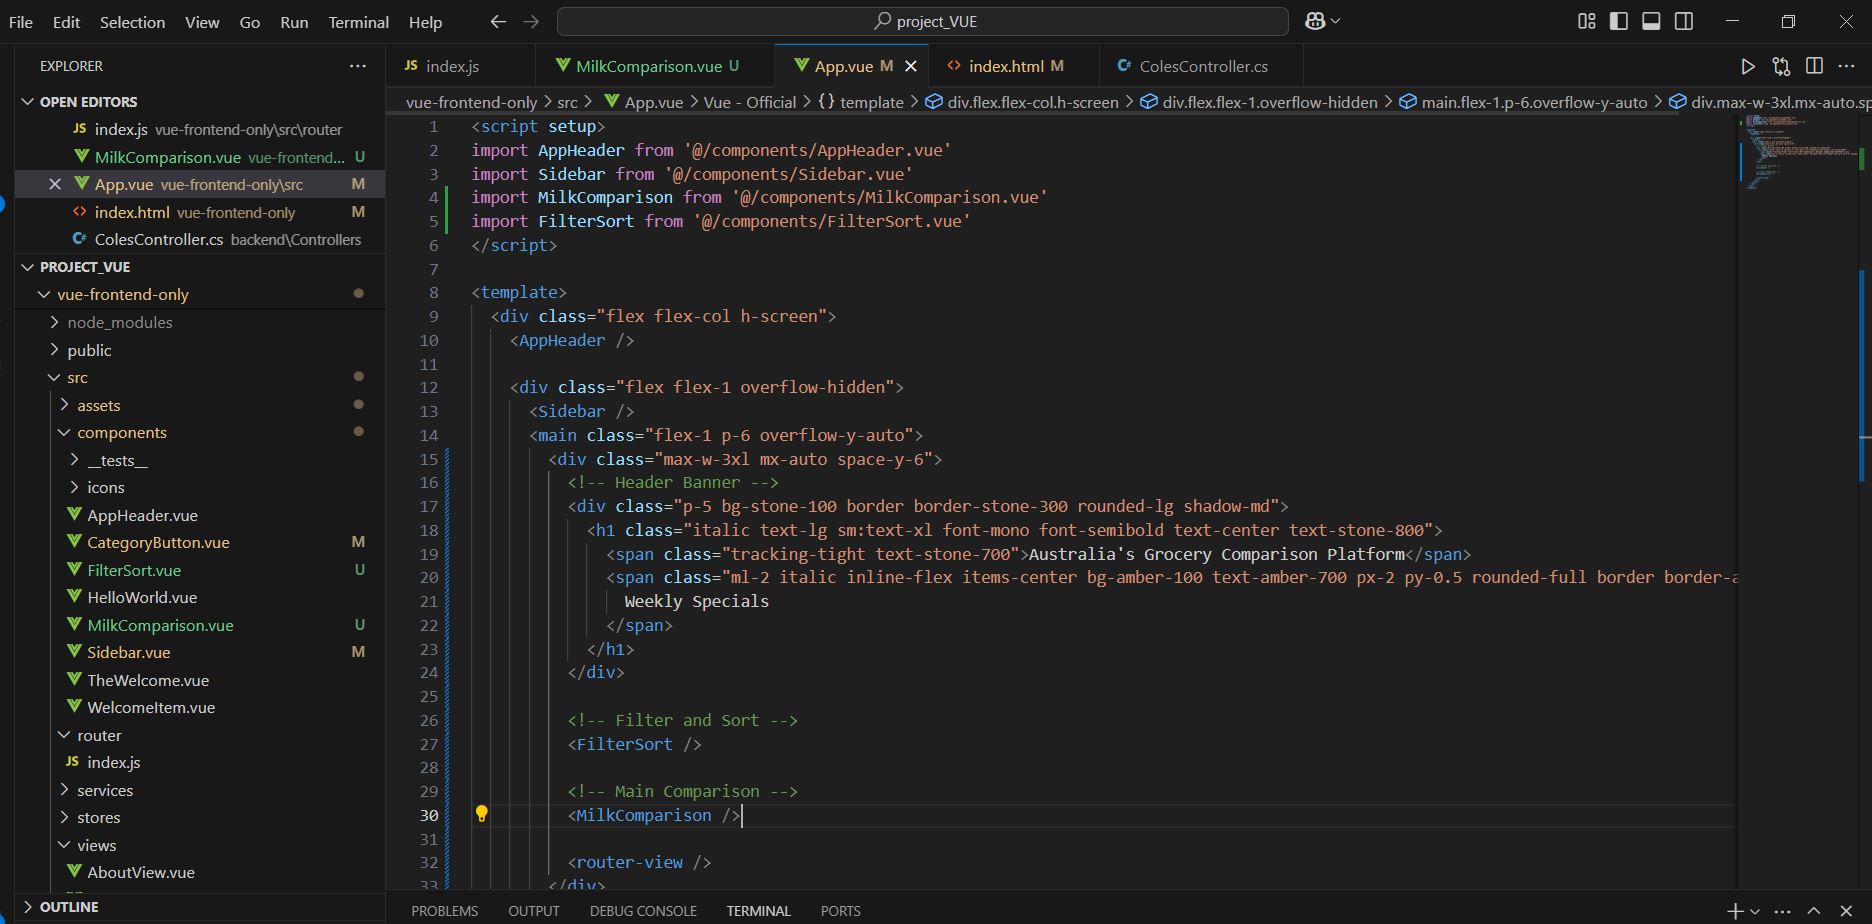 File Edit Selection View Go Run Terminal Help
project_VUE
EXPLORER
OPEN EDITORS
JS index.js vue-frontend-only\src\router
MilkComparison.vue vue-frontend... U
App.vue vue-frontend-only\src M
<> index.html vue-frontend-only M
C# ColesController.cs backend\Controllers
PROJECT_VUE
vue-frontend-only
node_modules
public
src
assets
components
__tests__
icons
AppHeader.vue
CategoryButton.vue M
FilterSort.vue U
HelloWorld.vue
MilkComparison.vue U
Sidebar.vue M
TheWelcome.vue
WelcomeItem.vue
router
JS index.js
services
stores
views
AboutView.vue
OUTLINE
JS index.js MilkComparison.vue U App.vue M <> index.html M C# ColesController.cs
vue-frontend-only > src > App.vue > Vue - Official > {} template > div.flex.flex-col.h-screen > div.flex.flex-1.overflow-hidden > main.flex-1.p-6.overflow-y-auto > div.max-w-3xl.mx-auto.sp
1 <script setup>
2 import AppHeader from '@/components/AppHeader.vue'
3 import Sidebar from '@/components/Sidebar.vue'
4 import MilkComparison from '@/components/MilkComparison.vue'
5 import FilterSort from '@/components/FilterSort.vue'
6 </script>
7
8 <template>
9 <div class="flex flex-col h-screen">
10 <AppHeader />
11
12 <div class="flex flex-1 overflow-hidden">
13 <Sidebar />
14 <main class="flex-1 p-6 overflow-y-auto">
15 <div class="max-w-3xl mx-auto space-y-6">
16 <!-- Header Banner -->
17 <div class="p-5 bg-stone-100 border border-stone-300 rounded-lg shadow-md">
18 <h1 class="italic text-lg sm:text-xl font-mono font-semibold text-center text-stone-800">
19 <span class="tracking-tight text-stone-700">Australia's Grocery Comparison Platform</span>
20 <span class="ml-2 italic inline-flex items-center bg-amber-100 text-amber-700 px-2 py-0.5 rounded-full border border-a
21 Weekly Specials
22 </span>
23 </h1>
24 </div>
25
26 <!-- Filter and Sort -->
27 <FilterSort />
28
29 <!-- Main Comparison -->
30 <MilkComparison />
31
32 <router-view />
33 </div>
PROBLEMS OUTPUT DEBUG CONSOLE TERMINAL PORTS